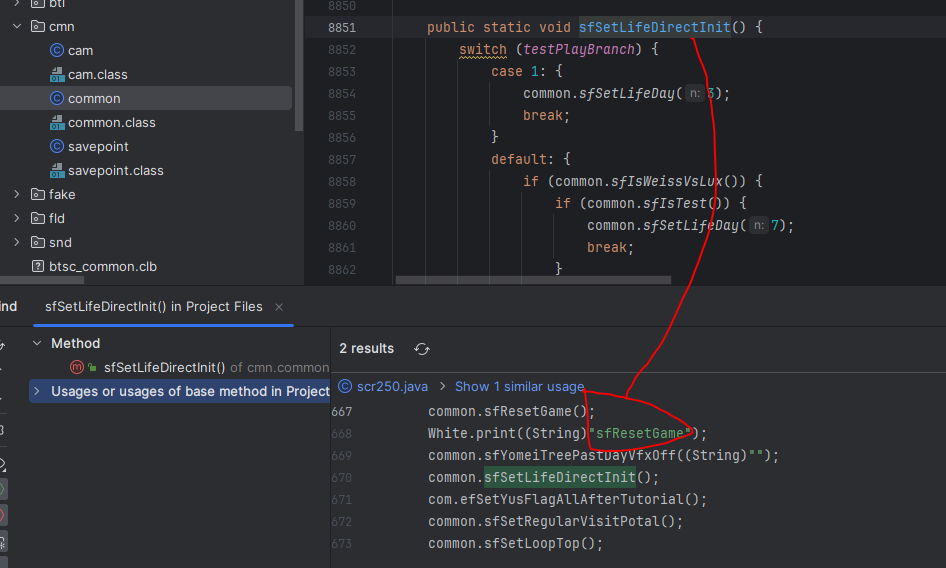 btl
cmn
cam
cam.class
common
common.class
savepoint
savepoint.class
fake
fld
snd
btsc_common.clb
8850
8851 public static void sfSetLifeDirectInit() {
8852 switch (testPlayBranch) {
8853 case 1: {
8854 common.sfSetLifeDay( n: 3);
8855 break;
8856 }
8857 default: {
8858 if (common.sfIsWeissVsLux()) {
8859 if (common.sfIsTest()) {
8860 common.sfSetLifeDay( n: 7);
8861 break;
8862 }
ind
sfSetLifeDirectInit() in Project Files ×
Method
m sfSetLifeDirectInit() of cmn.common
Usages or usages of base method in Project
2 results
scr250.java > Show 1 similar usage
667 common.sfResetGame();
668 White.print((String)"sfResetGame");
669 common.sfYomeiTreePastDayVfxOff((String)"");
670 common.sfSetLifeDirectInit();
671 com.efSetYusFlagAllAfterTutorial();
672 common.sfSetRegularVisitPotal();
673 common.sfSetLoopTop();